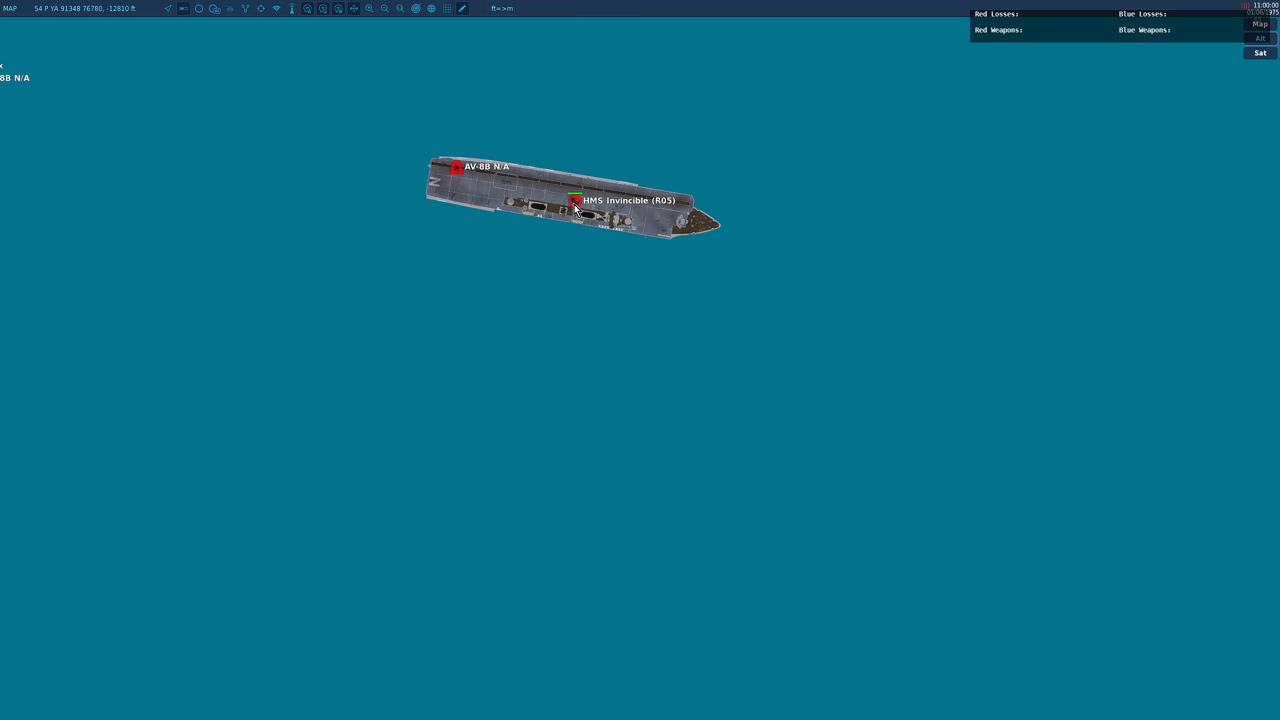 MAP 54 P YA 91348 76780, -12810 ft ft=>m 11:00:00
Red Losses: Blue Losses:
Red Weapons: Blue Weapons:
Map
Alt
Sat
x
8B N/A
AV-8B N/A
HMS Invincible (R05)
N